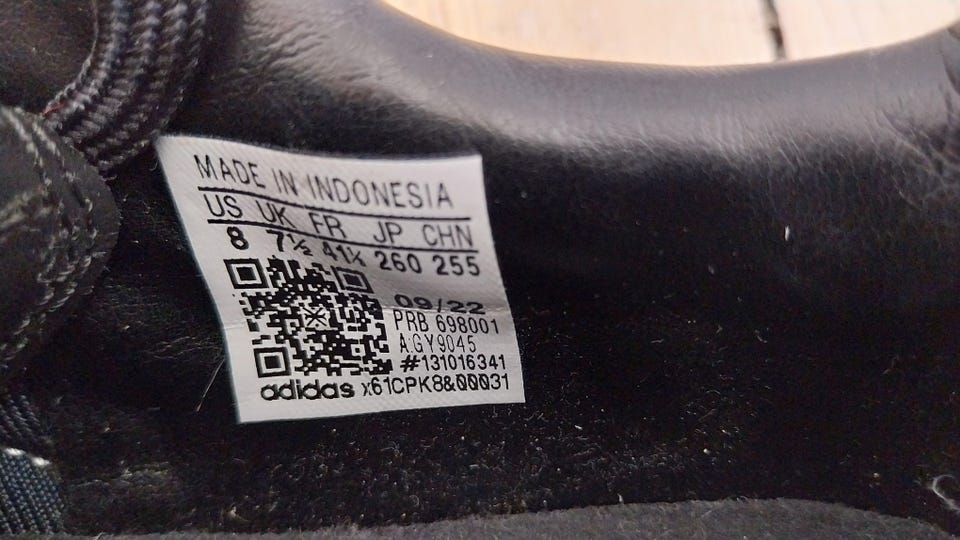 MADE IN INDONESIA
US UK FR JP CHN
8 7½ 41⅓ 260 255
09/22
PRB 698001
A:GY9045
#131016341
adidas x61CPK8&00031